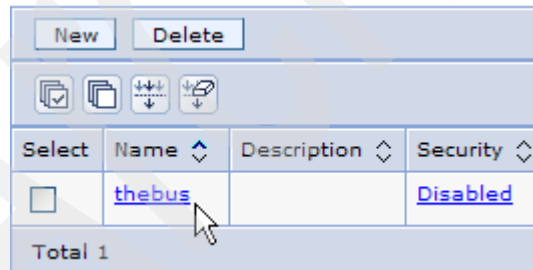 New Delete
Select Name Description Security
thebus Disabled
Total 1